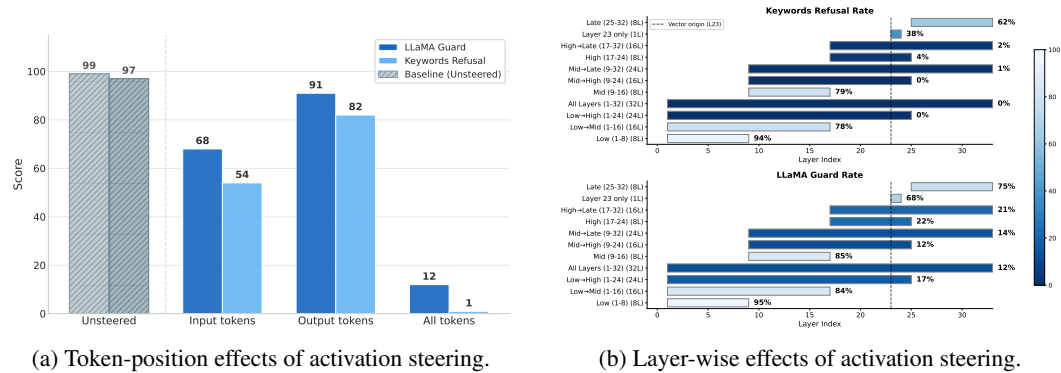 LLaMA Guard
Keywords Refusal
Baseline (Unsteered)
Score
100
80
60
40
20
0
99
97
68
54
91
82
12
1
Unsteered
Input tokens
Output tokens
All tokens
(a) Token-position effects of activation steering.
Keywords Refusal Rate
Vector origin (L23)
Late (25-32) (8L)
62%
Layer 23 only (1L)
38%
High→Late (17-32) (16L)
2%
High (17-24) (8L)
4%
Mid→Late (9-32) (24L)
1%
Mid→High (9-24) (16L)
0%
Mid (9-16) (8L)
79%
All Layers (1-32) (32L)
0%
Low→High (1-24) (24L)
0%
Low→Mid (1-16) (16L)
78%
Low (1-8) (8L)
94%
0 5 10 15 20 25 30
Layer Index
LLaMA Guard Rate
Late (25-32) (8L)
75%
Layer 23 only (1L)
68%
High→Late (17-32) (16L)
21%
High (17-24) (8L)
22%
Mid→Late (9-32) (24L)
14%
Mid→High (9-24) (16L)
12%
Mid (9-16) (8L)
85%
All Layers (1-32) (32L)
12%
Low→High (1-24) (24L)
17%
Low→Mid (1-16) (16L)
84%
Low (1-8) (8L)
95%
0 5 10 15 20 25 30
Layer Index
100
80
60
40
20
0
(b) Layer-wise effects of activation steering.